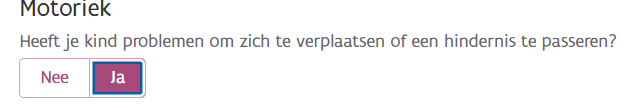 Motoriek
Heeft je kind problemen om zich te verplaatsen of een hindernis te passeren?
Nee Ja